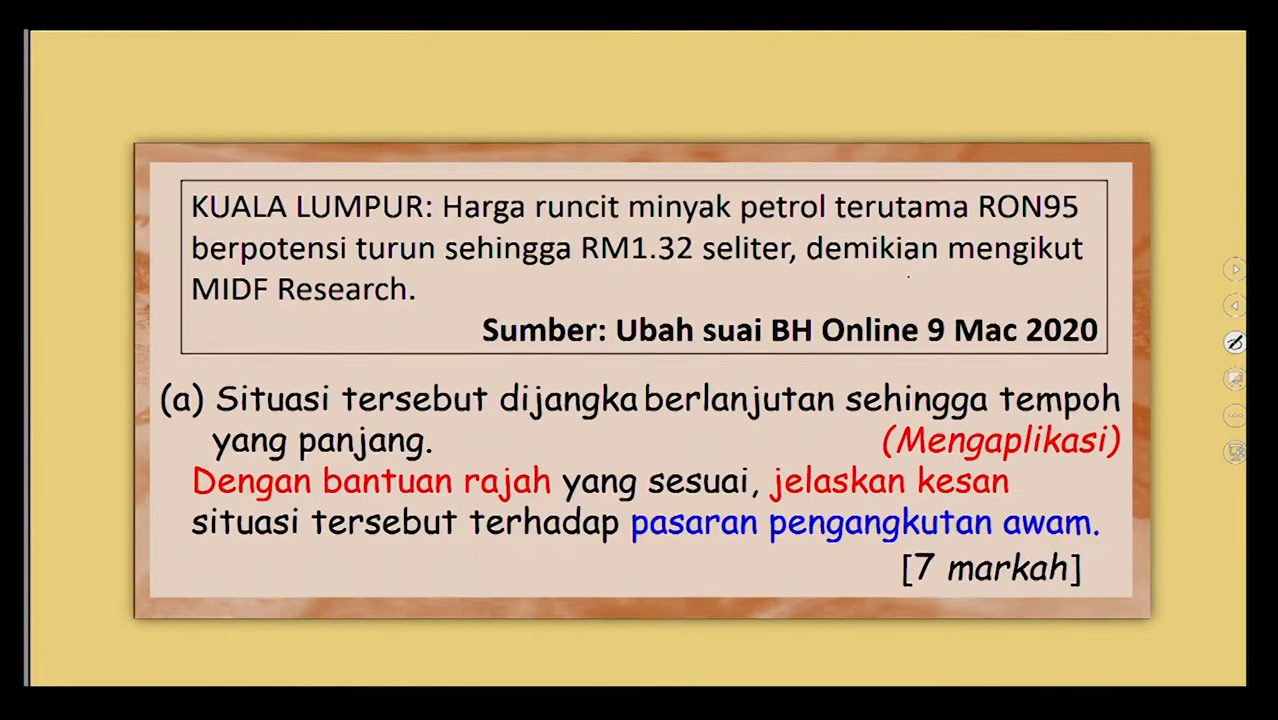 KUALA LUMPUR: Harga runcit minyak petrol terutama RON95
berpotensi turun sehingga RM1.32 seliter, demikian mengikut
MIDF Research.
Sumber: Ubah suai BH Online 9 Mac 2020
(a) Situasi tersebut dijangka berlanjutan sehingga tempoh
yang panjang. (Mengaplikasi)
Dengan bantuan rajah yang sesuai, jelaskan kesan
situasi tersebut terhadap pasaran pengangkutan awam.
[7 markah]